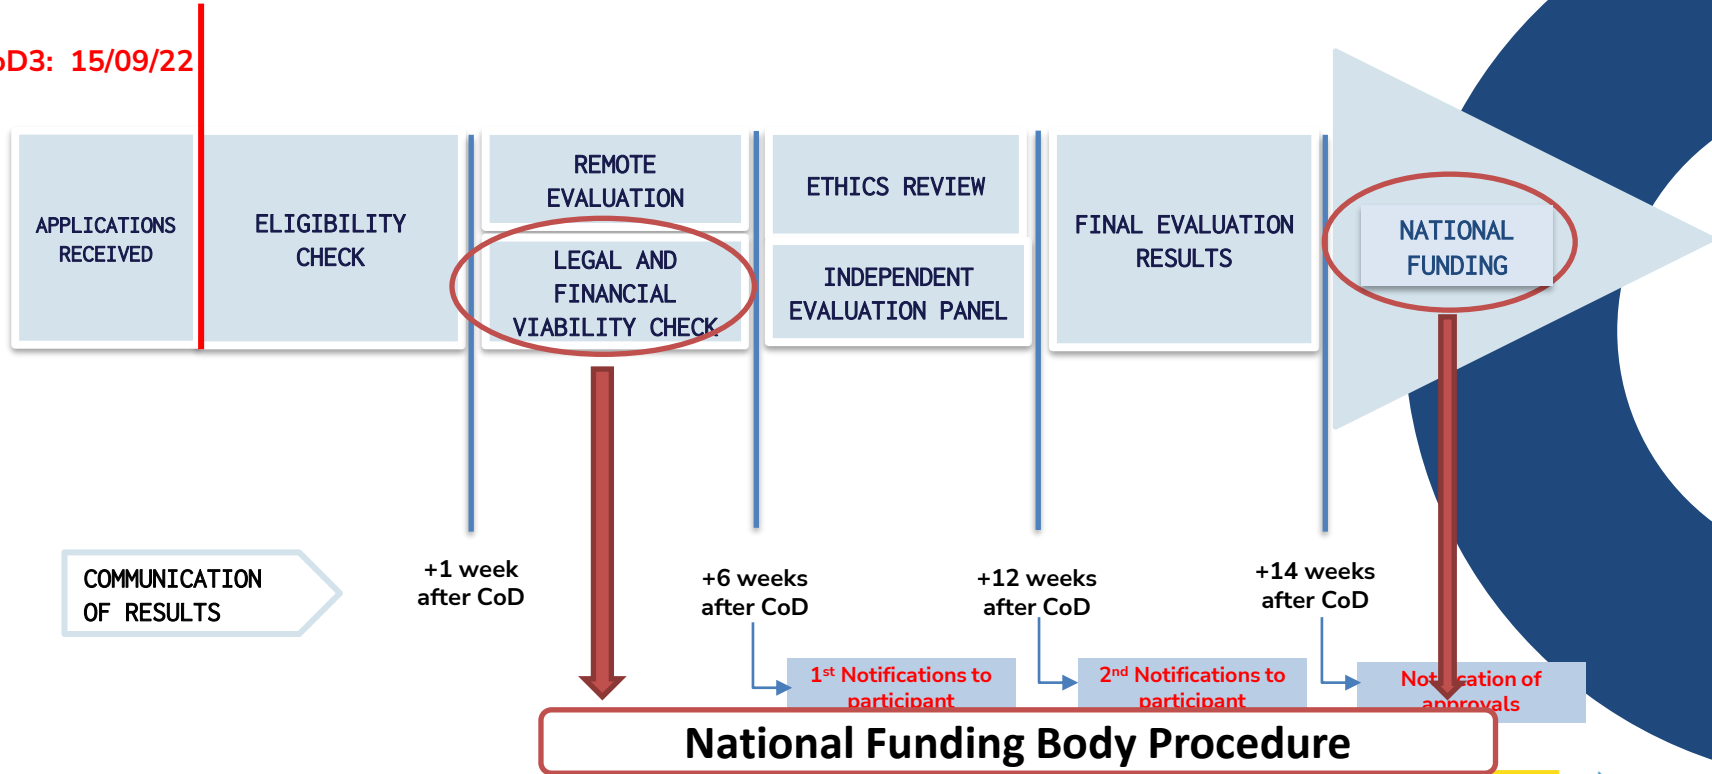 oD3: 15/09/22
APPLICATIONS
RECEIVED
ELIGIBILITY
CHECK
REMOTE
EVALUATION
LEGAL AND
FINANCIAL
VIABILITY CHECK
ETHICS REVIEW
INDEPENDENT
EVALUATION PANEL
FINAL EVALUATION
RESULTS
NATIONAL
FUNDING
COMMUNICATION
OF RESULTS
+1 week
after CoD
+6 weeks
after CoD
+12 weeks
after CoD
+14 weeks
after CoD
1st Notifications to
participant
2nd Notifications to
participant
of
approvals
National Funding Body Procedure